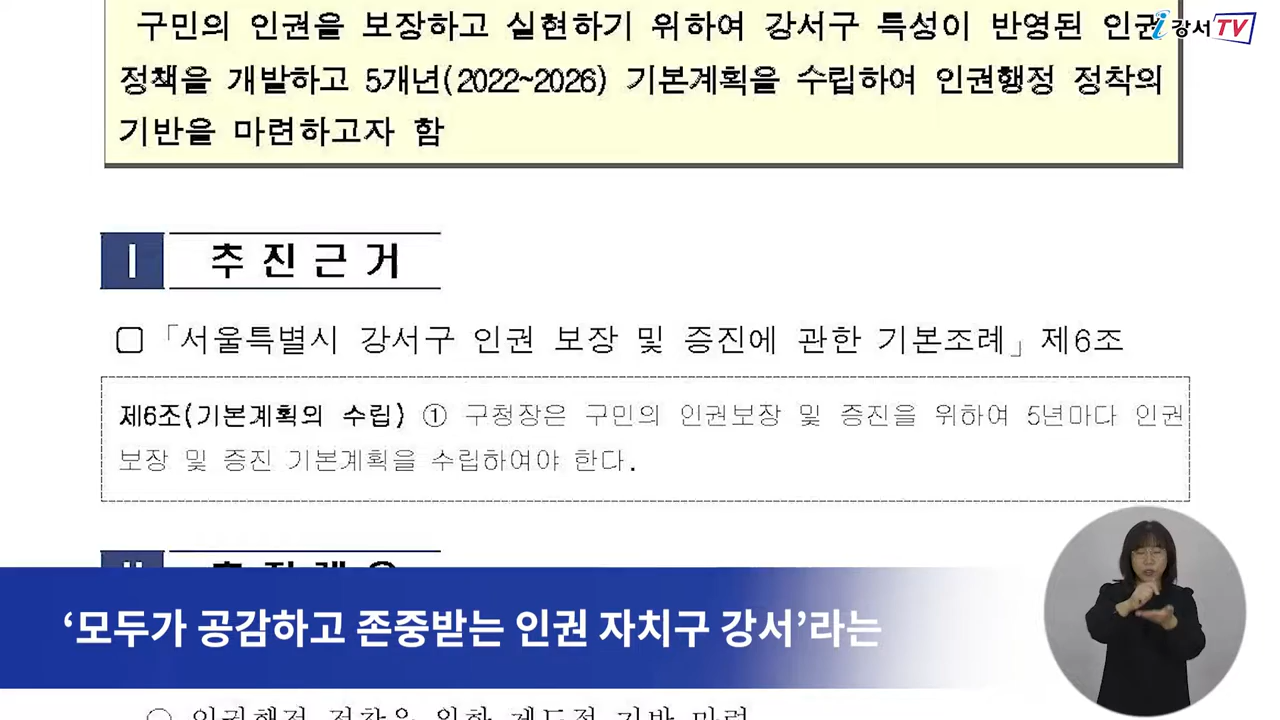 구민의 인권을 보장하고 실현하기 위하여 강서구 특성이 반영된 인권
i강서TV
정책을 개발하고 5개년(2022~2026) 기본계획을 수립하여 인권행정 정착의
기반을 마련하고자 함
Ⅰ 추진근거
□ 「서울특별시 강서구 인권 보장 및 증진에 관한 기본조례」 제6조
제6조(기본계획의 수립) ① 구청장은 구민의 인권보장 및 증진을 위하여 5년마다 인권
보장 및 증진 기본계획을 수립하여야 한다.
‘모두가 공감하고 존중받는 인권 자치구 강서’라는